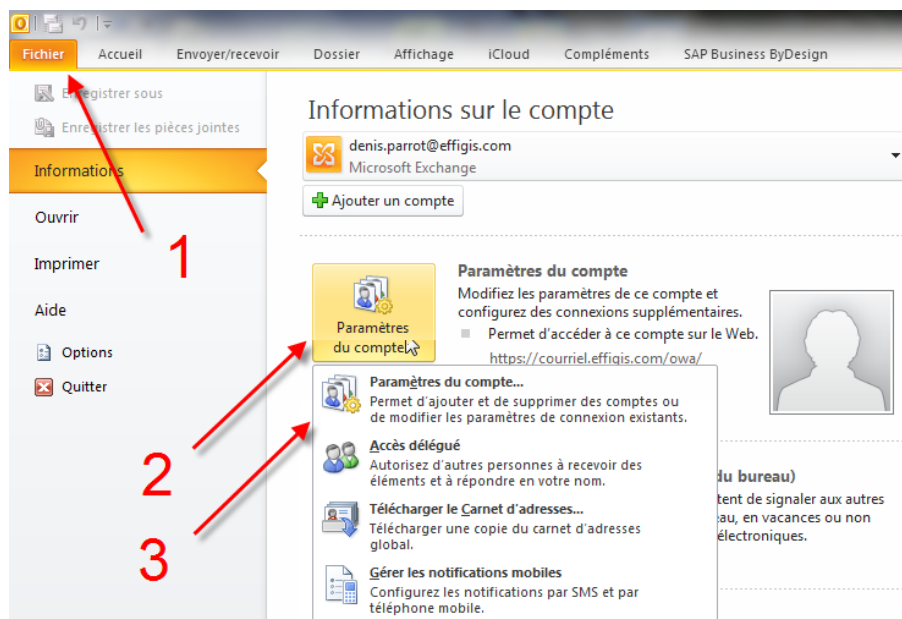 Fichier Accueil Envoyer/recevoir Dossier Affichage iCloud Compléments SAP Business ByDesign
Enregistrer sous
Enregistrer les pièces jointes
Informations
Ouvrir
Imprimer
Aide
Options
Quitter
1
2
3
Informations sur le compte
denis.parrot@effigis.com
Microsoft Exchange
Ajouter un compte
Paramètres
du compte
Paramètres du compte
Modifiez les paramètres de ce compte et
configurez des connexions supplémentaires.
Permet d'accéder à ce compte sur le Web.
https://courriel.effigis.com/owa/
Paramètres du compte...
Permet d'ajouter et de supprimer des comptes ou
de modifier les paramètres de connexion existants.
Accès délégué
Autorisez d'autres personnes à recevoir des
éléments et à répondre en votre nom.
Télécharger le Carnet d'adresses...
Télécharger une copie du carnet d'adresses
global.
Gérer les notifications mobiles
Configurez les notifications par SMS et par
téléphone mobile.
du bureau)
tent de signaler aux autres
eau, en vacances ou non
électroniques.